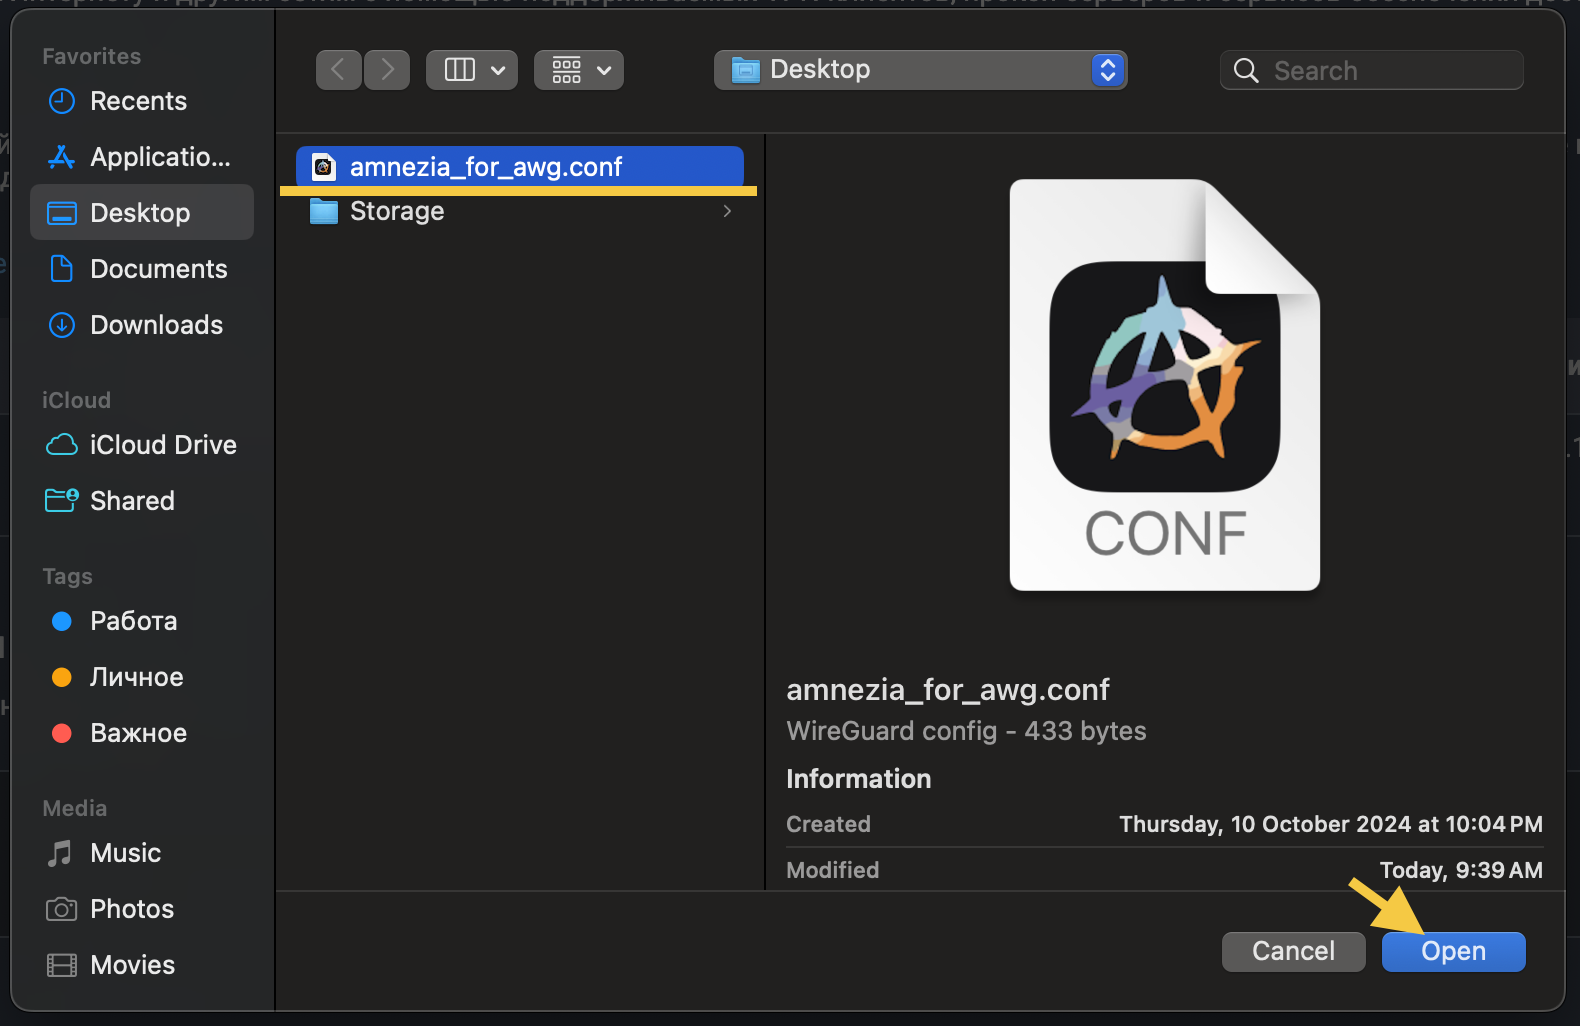 Favorites
Recents
Applicatio...
Desktop
Documents
Downloads
iCloud
iCloud Drive
Shared
Tags
Работа
Личное
Важное
Media
Music
Photos
Movies
Desktop
Search
amnezia_for_awg.conf
Storage
CONF
amnezia_for_awg.conf
WireGuard config - 433 bytes
Information
Created Thursday, 10 October 2024 at 10:04 PM
Modified Today, 9:39 AM
Cancel Open